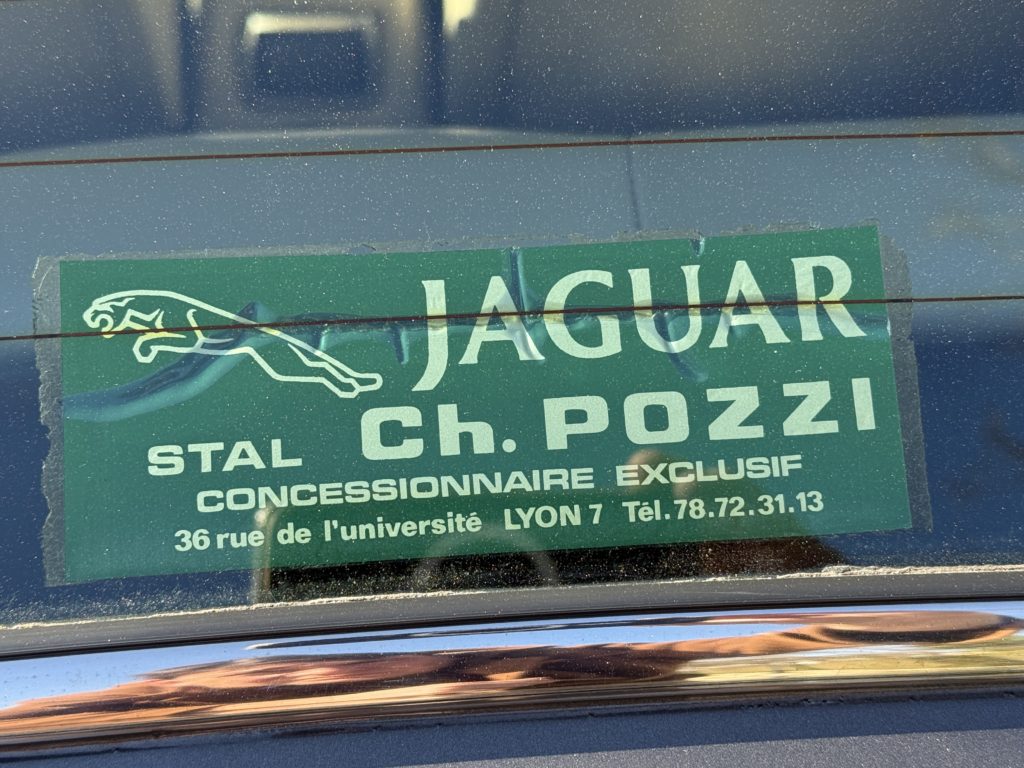 JAGUAR
STAL Ch. POZZI
CONCESSIONNAIRE EXCLUSIF
36 rue de l'université LYON 7 Tél. 78.72.31.13